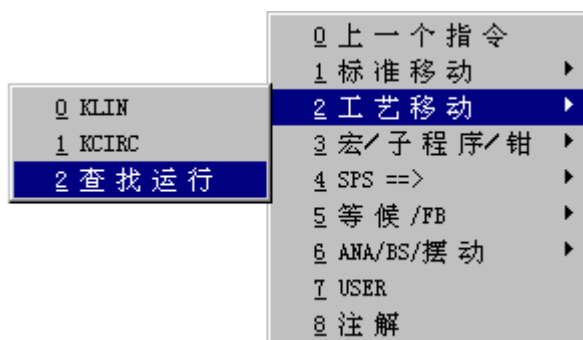 0 上一个指令
1 标准移动
2 工艺移动
3 宏/子程序/钳
4 SPS ==>
5 等候/FB
6 ANA/BS/摆动
7 USER
8 注解
0 KLIN
1 KCIRC
2 查找运行